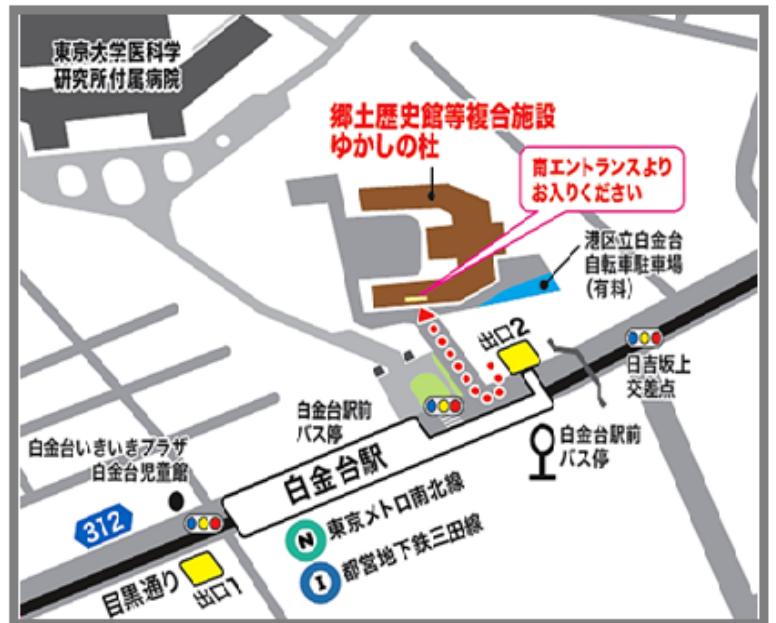 東京大学医科学
研究所付属病院
郷土歴史館等複合施設
ゆかしの杜
南エントランスより
お入りください
港区立白金台
自転車駐車場
(有料)
出口2
日吉坂上
交差点
白金台駅前
バス停
白金台駅前
バス停
白金台いきいきプラザ
白金台児童館
白金台駅
312
N 東京メトロ南北線
I 都営地下鉄三田線
目黒通り
出口1